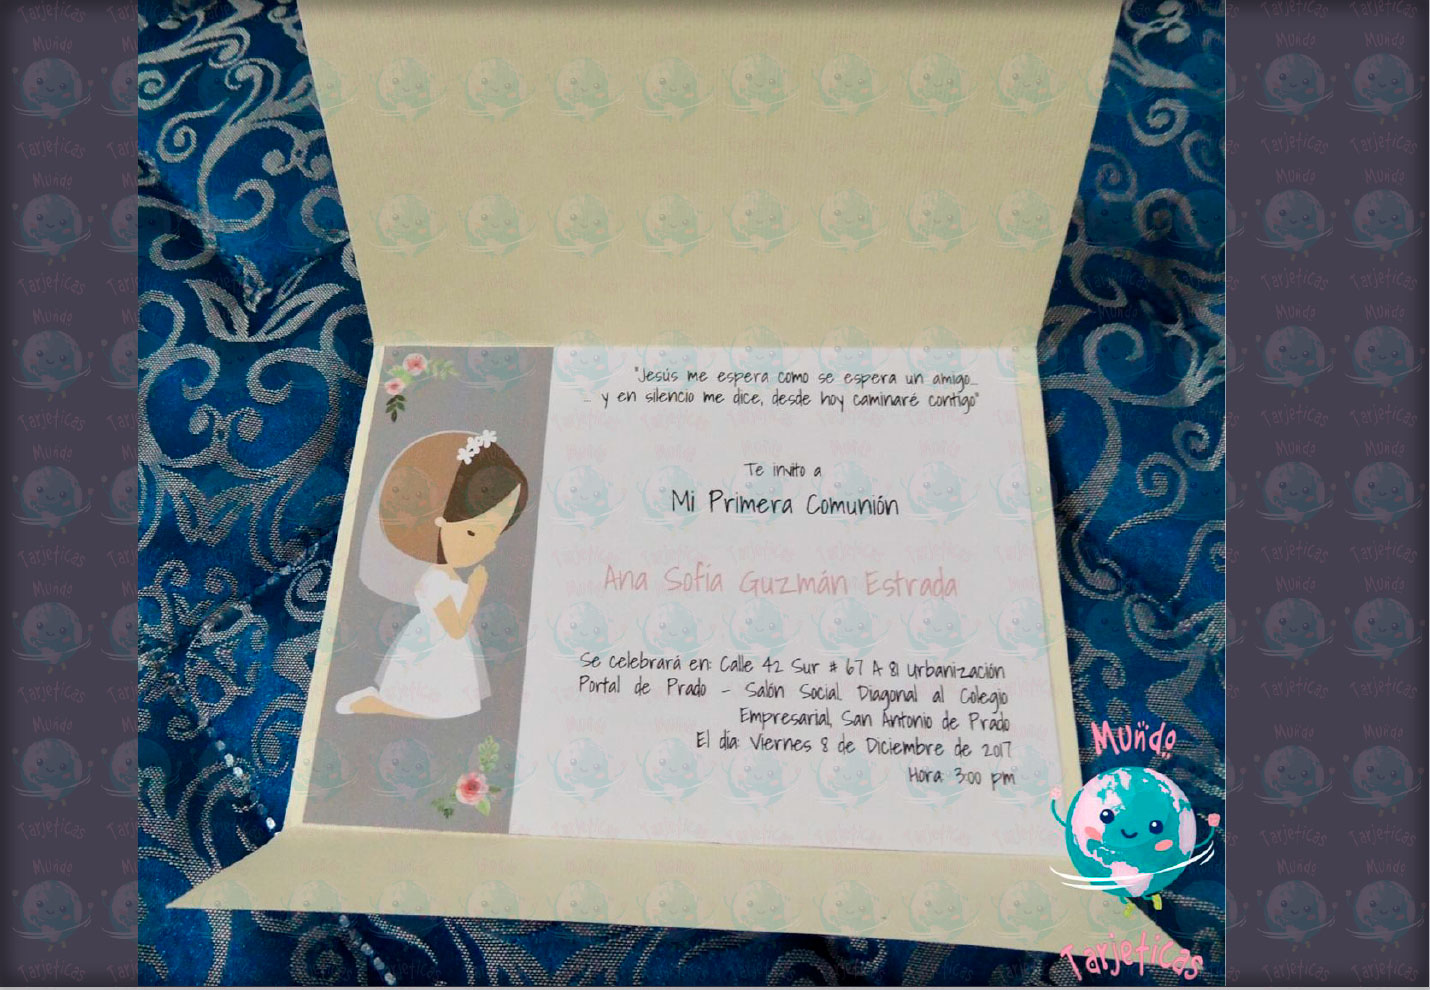 "Jesús me espera como se espera un amigo...
... y en silencio me dice, desde hoy caminaré contigo"
Te invito a
Mi Primera Comunión
Ana Sofía Guzmán Estrada
Se celebrará en: Calle 42 Sur # 67 A 81 Urbanización
Portal de Prado - Salón Social. Diagonal al Colegio
Empresarial, San Antonio de Prado
El día: Viernes 8 de Diciembre de 2017
Hora: 3:00 pm
Mundo
Tarjeticas